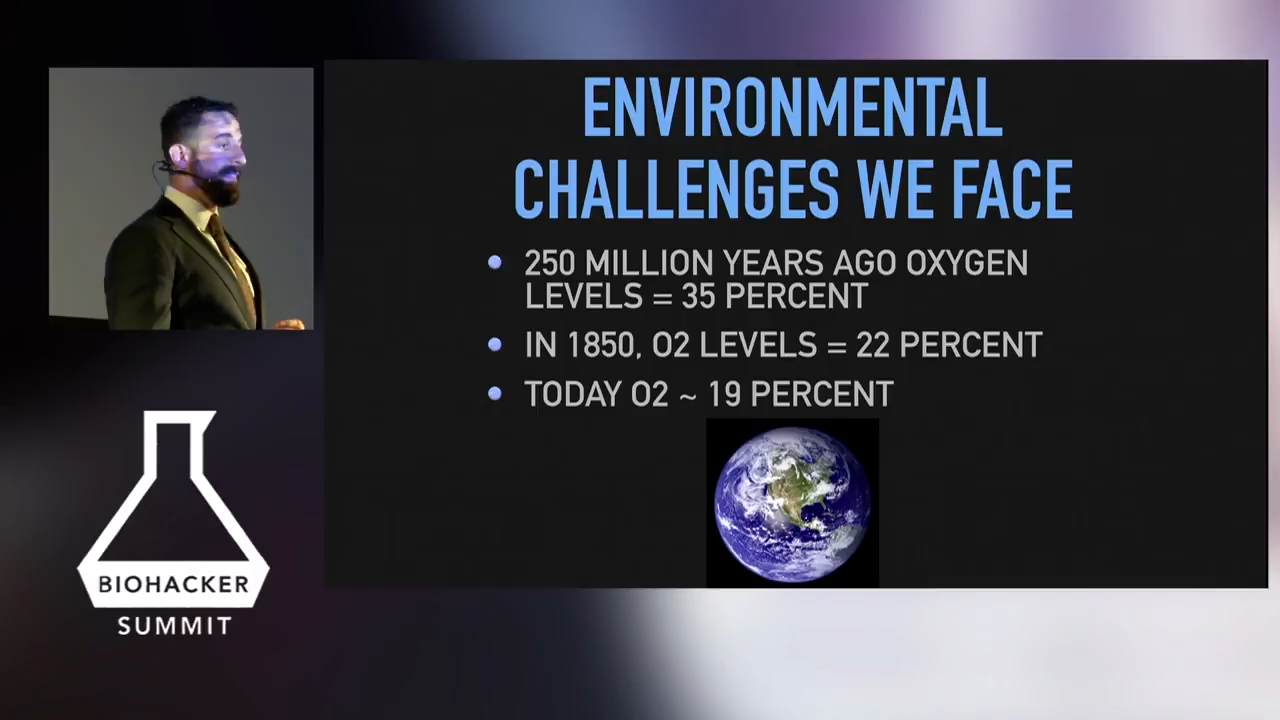 ENVIRONMENTAL
CHALLENGES WE FACE
250 MILLION YEARS AGO OXYGEN
LEVELS = 35 PERCENT
IN 1850, O2 LEVELS = 22 PERCENT
TODAY O2 ~ 19 PERCENT
BIOHACKER
SUMMIT